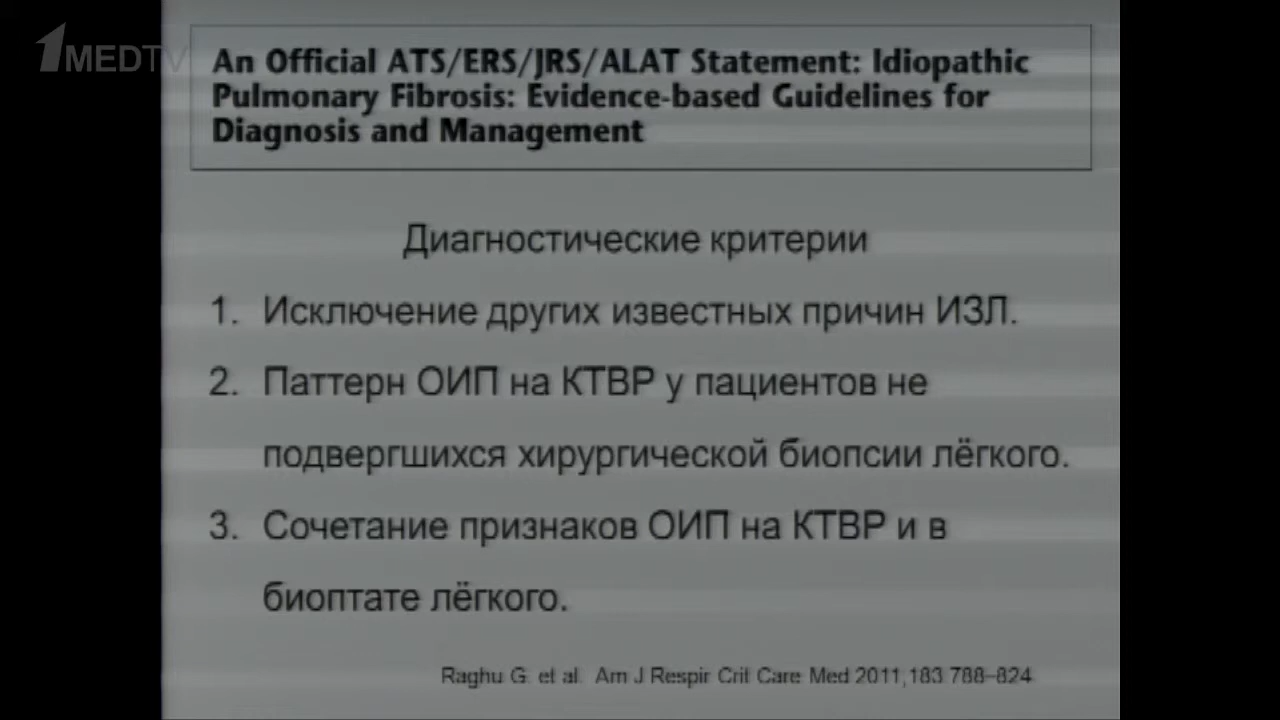 1MEDTV
An Official ATS/ERS/JRS/ALAT Statement: Idiopathic
Pulmonary Fibrosis: Evidence-based Guidelines for
Diagnosis and Management
Диагностические критерии
1. Исключение других известных причин ИЗЛ.
2. Паттерн ОИП на КТВР у пациентов не
подвергшихся хирургической биопсии лёгкого.
3. Сочетание признаков ОИП на КТВР и в
биоптате лёгкого.
Raghu G. et al. Am J Respir Crit Care Med 2011;183 788–824